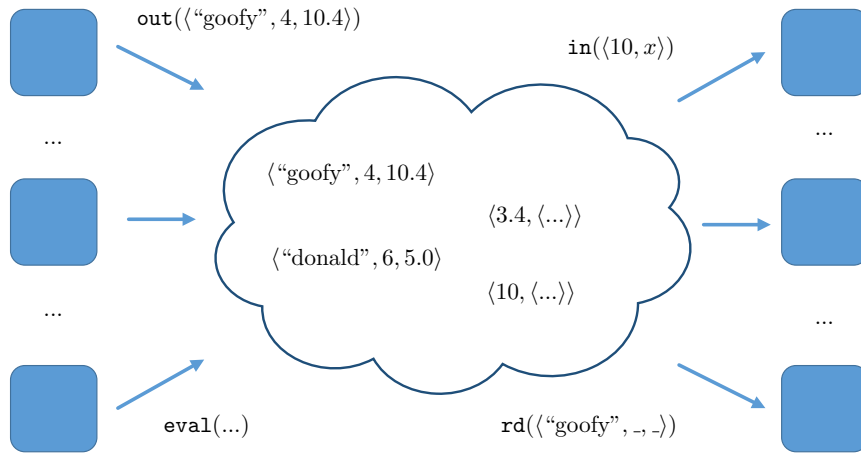 out(⟨“goofy”, 4, 10.4⟩)
in(⟨10, x⟩)
...
...
⟨“goofy”, 4, 10.4⟩
⟨3.4, ⟨...⟩⟩
⟨“donald”, 6, 5.0⟩
⟨10, ⟨...⟩⟩
...
...
eval(...)
rd(⟨“goofy”, _, _⟩)